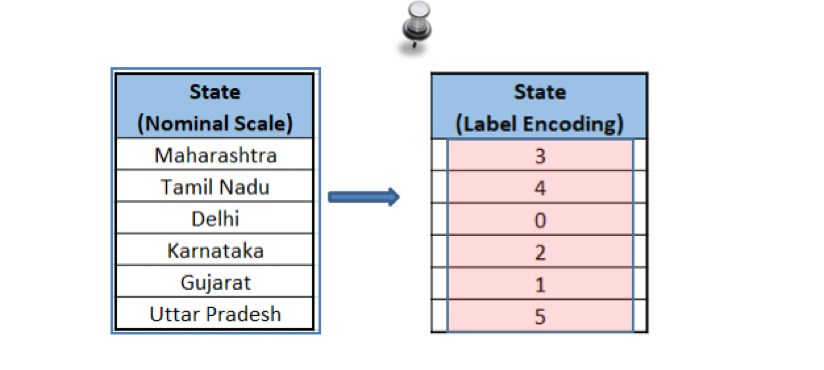 State
(Nominal Scale)
Maharashtra
Tamil Nadu
Delhi
Karnataka
Gujarat
Uttar Pradesh
State
(Label Encoding)
3
4
0
2
1
5